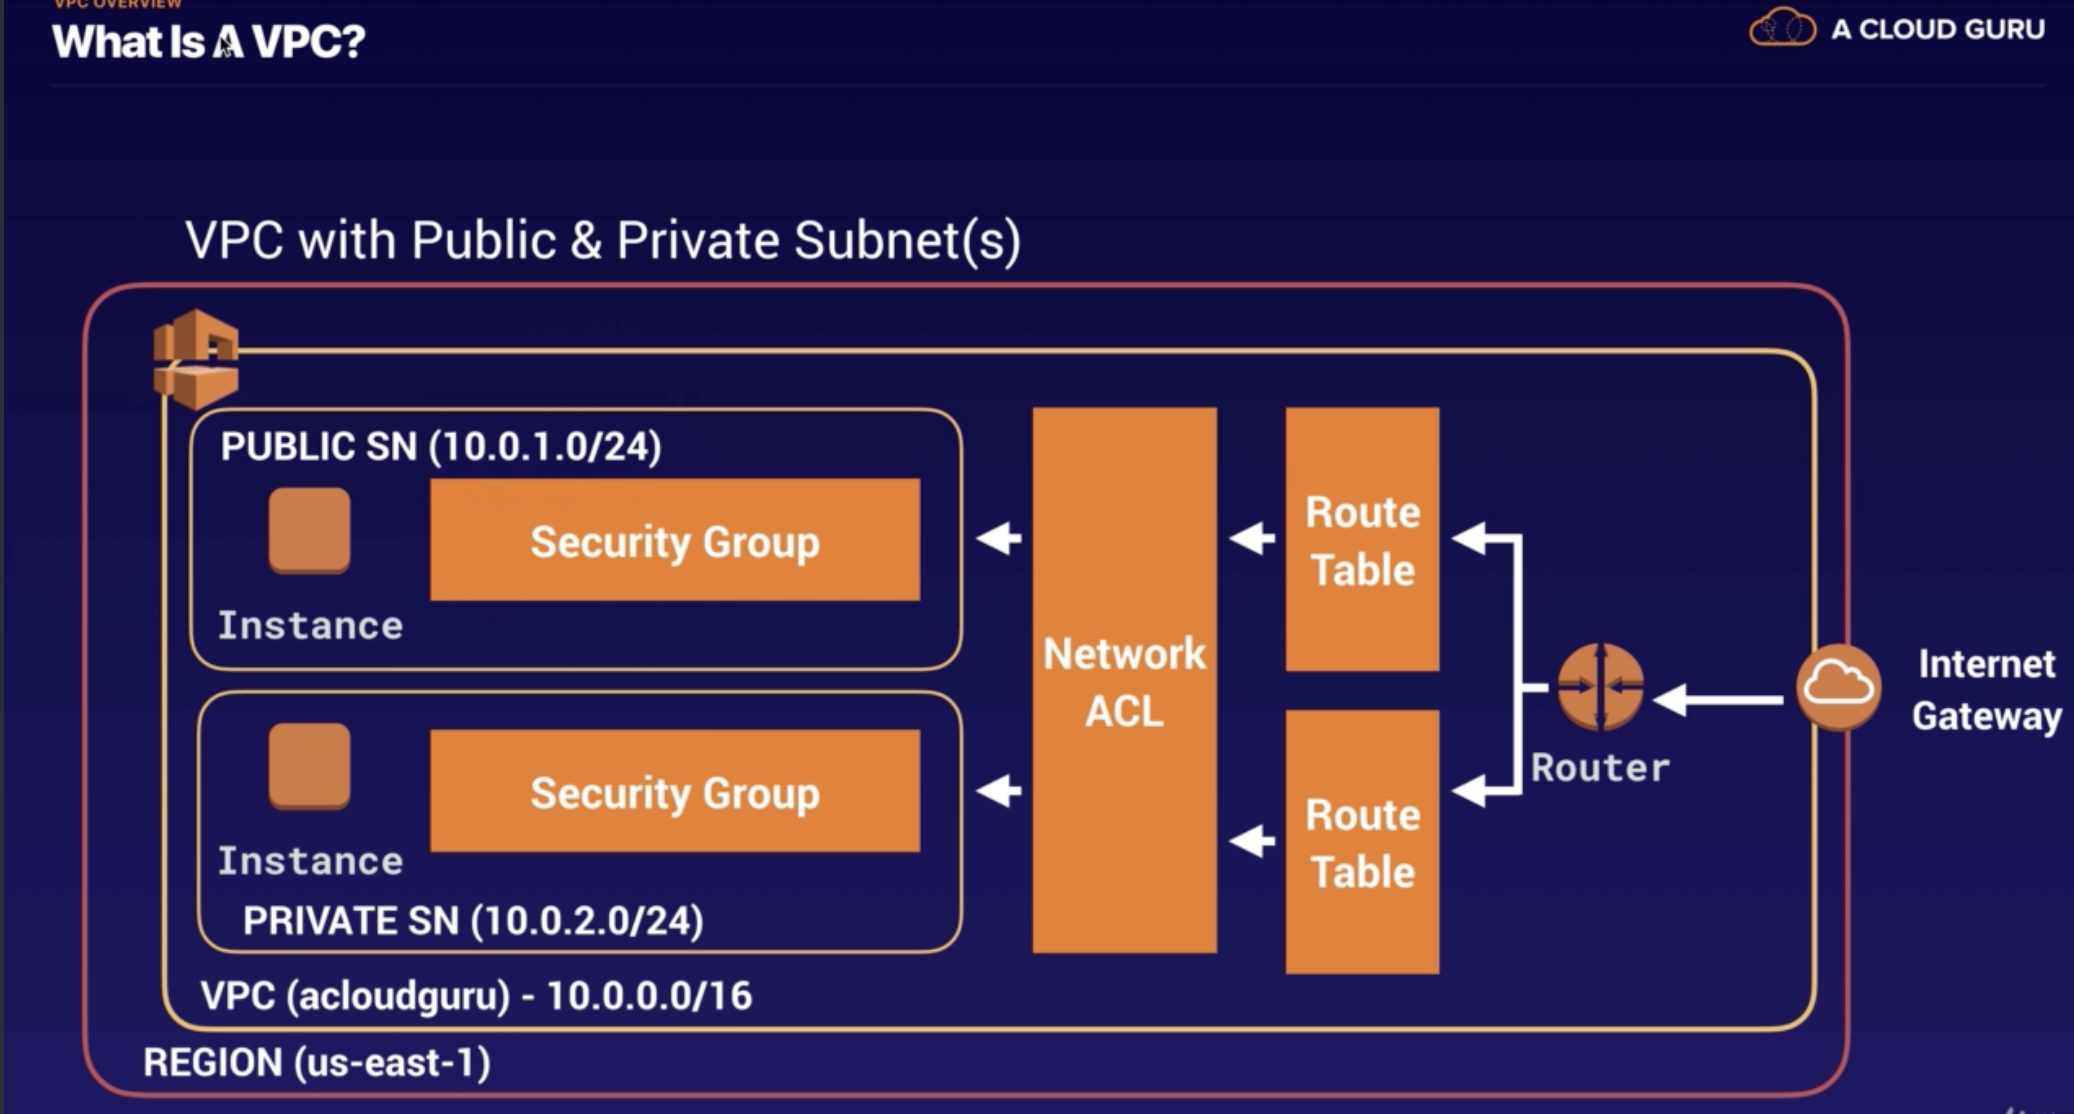 VPC OVERVIEW
What Is A VPC?
A CLOUD GURU
VPC with Public & Private Subnet(s)
PUBLIC SN (10.0.1.0/24)
Security Group
Instance
Security Group
Instance
PRIVATE SN (10.0.2.0/24)
VPC (acloudguru) - 10.0.0.0/16
REGION (us-east-1)
Network
ACL
Route
Table
Route
Table
Router
Internet
Gateway